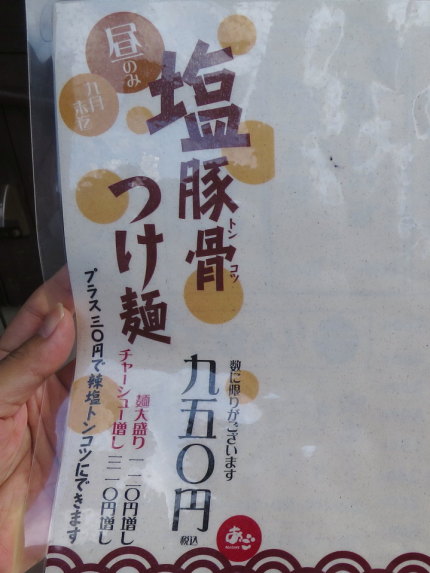 昼のみ
九月
塩豚骨
トンコツ
つけ麺
数に限りがございます
九五〇円
税込
麺大盛り 一二〇円増し
チャーシュー増し 三一〇円増し
プラス三〇円で辣塩トンコツにできます